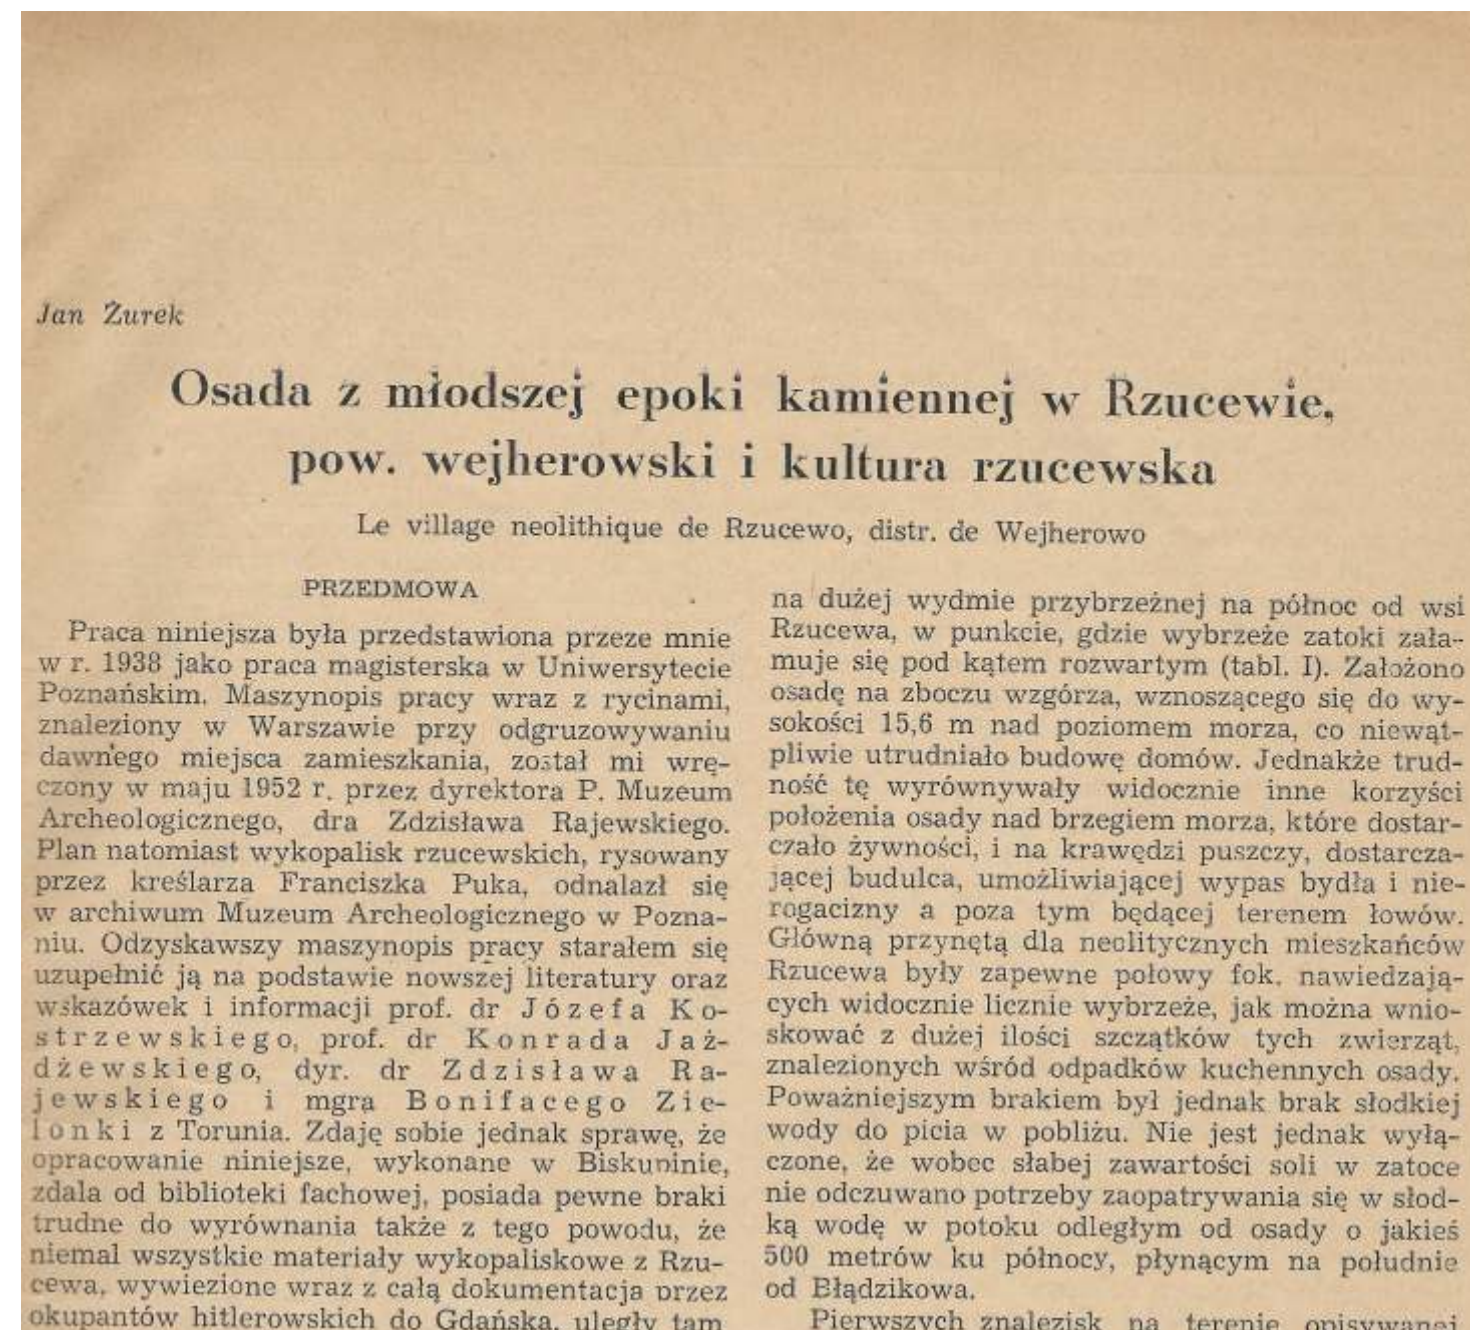 Jan Żurek
Osada z młodszej epoki kamiennej w Rzucewie,
pow. wejherowski i kultura rzucewska
Le village neolithique de Rzucewo, distr. de Wejherowo
PRZEDMOWA
Praca niniejsza była przedstawiona przeze mnie
w r. 1938 jako praca magisterska w Uniwersytecie
Poznańskim. Maszynopis pracy wraz z rycinami,
znaleziony w Warszawie przy odgruzowywaniu
dawnego miejsca zamieszkania, został mi wrę-
czony w maju 1952 r. przez dyrektora P. Muzeum
Archeologicznego, dra Zdzisława Rajewskiego.
Plan natomiast wykopalisk rzucewskich, rysowany
przez kreślarza Franciszka Puka, odnalazł się
w archiwum Muzeum Archeologicznego w Pozna-
niu. Odzyskawszy maszynopis pracy starałem się
uzupełnić ją na podstawie nowszej literatury oraz
wskazówek i informacji prof. dr Józefa Ko-
strzewskiego, prof. dr Konrada Jaż-
dżewskiego, dyr. dr Zdzisława Ra-
jewskiego i mgra Bonifacego Zie-
lonki z Torunia. Zdaję sobie jednak sprawę, że
opracowanie niniejsze, wykonane w Biskupinie,
zdala od biblioteki fachowej, posiada pewne braki
trudne do wyrównania także z tego powodu, że
niemal wszystkie materiały wykopaliskowe z Rzu-
cewa, wywiezione wraz z całą dokumentacja przez
okupantów hitlerowskich do Gdańska, uległy tam
na dużej wydmie przybrzeżnej na północ od wsi
Rzucewa, w punkcie, gdzie wybrzeże zatoki zała-
muje się pod kątem rozwartym (tabl. I). Założono
osadę na zboczu wzgórza, wznoszącego się do wy-
sokości 15,6 m nad poziomem morza, co niewąt-
pliwie utrudniało budowę domów. Jednakże trud-
ność tę wyrównywały widocznie inne korzyści
położenia osady nad brzegiem morza, które dostar-
czało żywności, i na krawędzi puszczy, dostarcza-
jącej budulca, umożliwiającej wypas bydła i nie-
rogacizny a poza tym będącej terenem łowów.
Główną przynętą dla neolitycznych mieszkańców
Rzucewa były zapewne połowy fok, nawiedzają-
cych widocznie licznie wybrzeże, jak można wnio-
skować z dużej ilości szczątków tych zwierząt,
znalezionych wśród odpadków kuchennych osady.
Poważniejszym brakiem był jednak brak słodkiej
wody do picia w pobliżu. Nie jest jednak wyłą-
czone, że wobec słabej zawartości soli w zatoce
nie odczuwano potrzeby zaopatrywania się w słod-
ką wodę w potoku odległym od osady o jakieś
500 metrów ku północy, płynącym na południe
od Błądzikowa.
Pierwszych znalezisk na terenie opisywanej